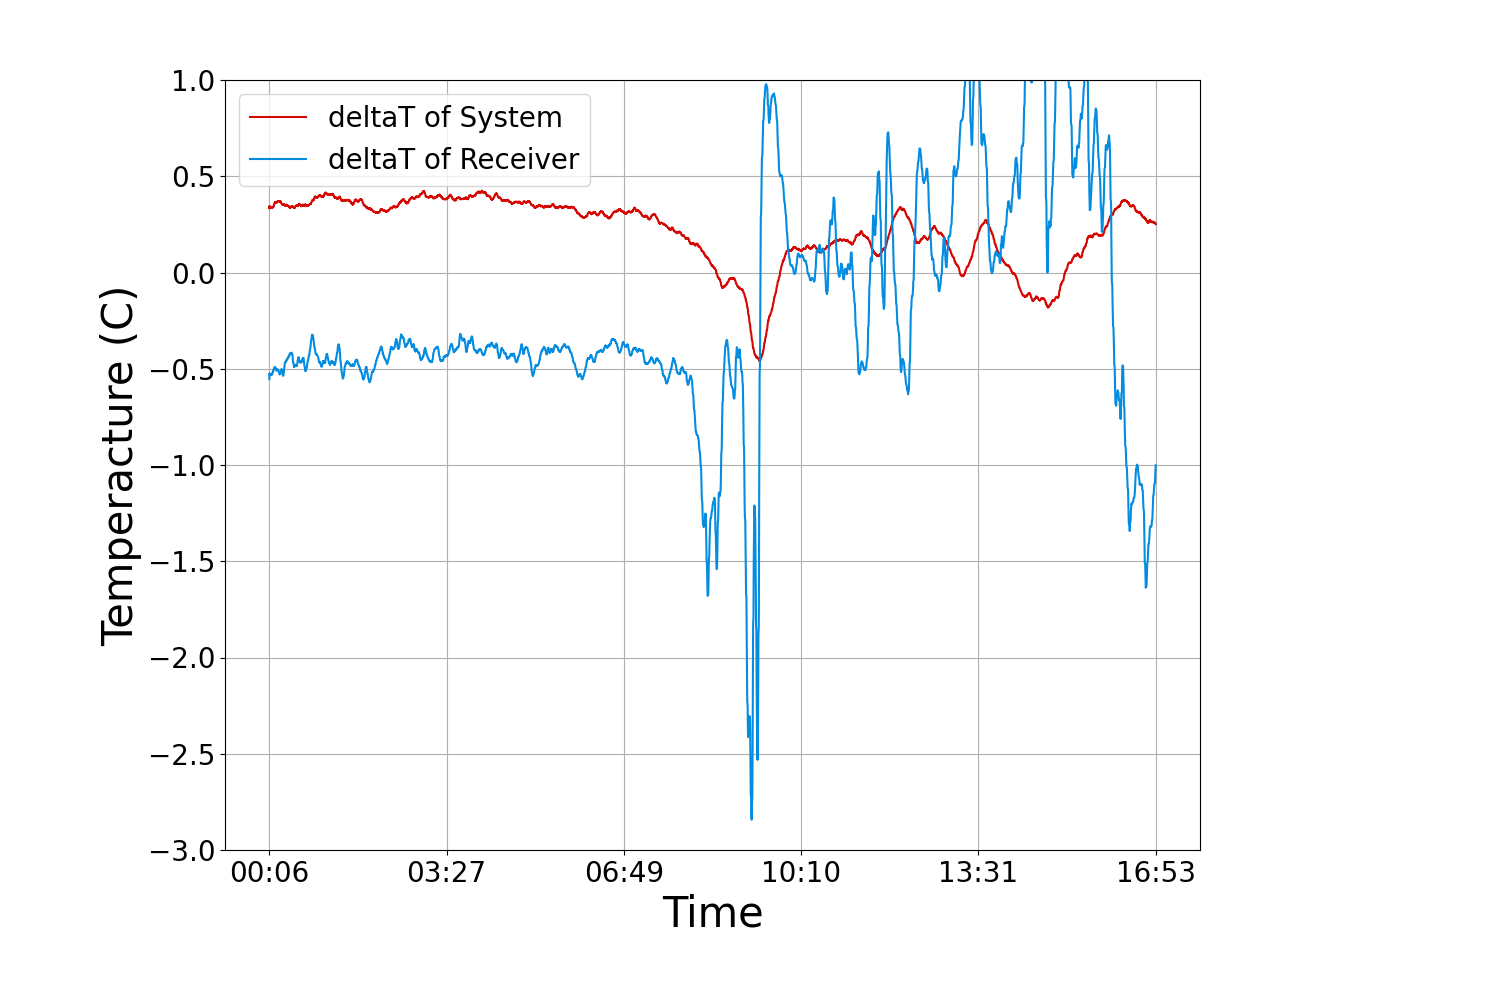 1.0
0.5
0.0
−0.5
−1.0
−1.5
−2.0
−2.5
−3.0
Temperacture (C)
deltaT of System
deltaT of Receiver
00:06 03:27 06:49 10:10 13:31 16:53
Time